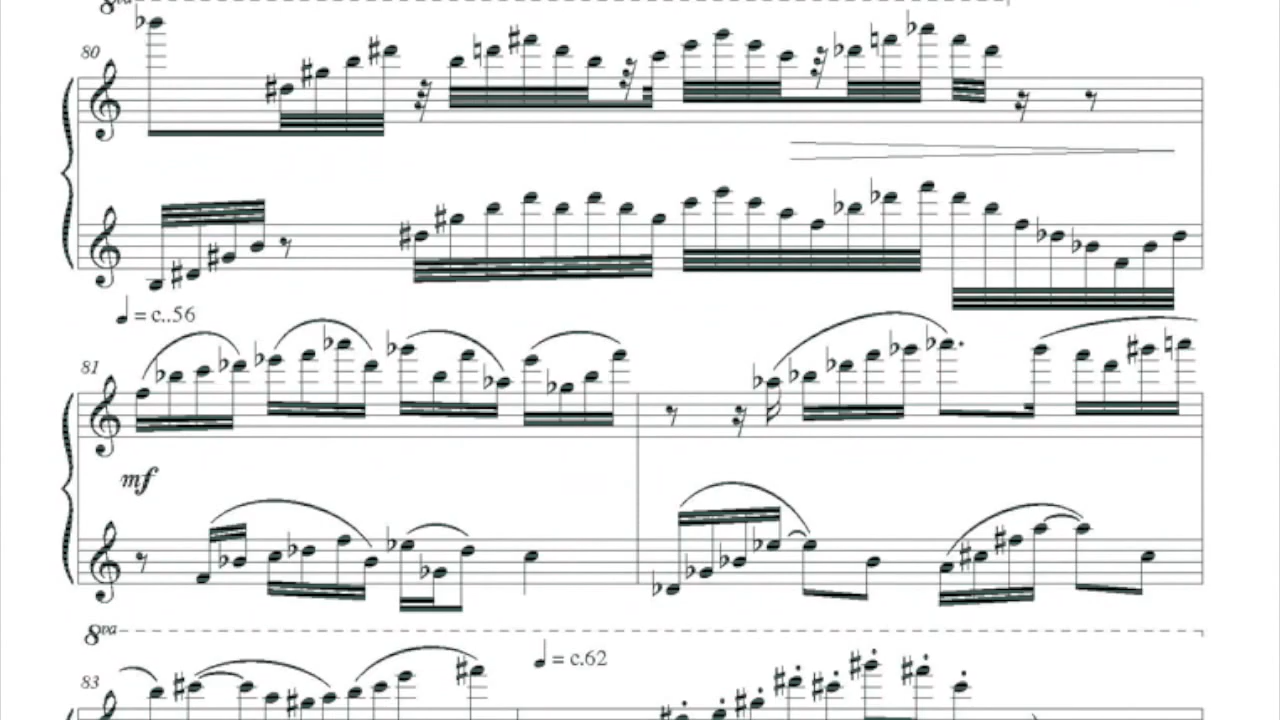 8va
80
♩ = c..56
81
mf
8va
83
♩ = c.62